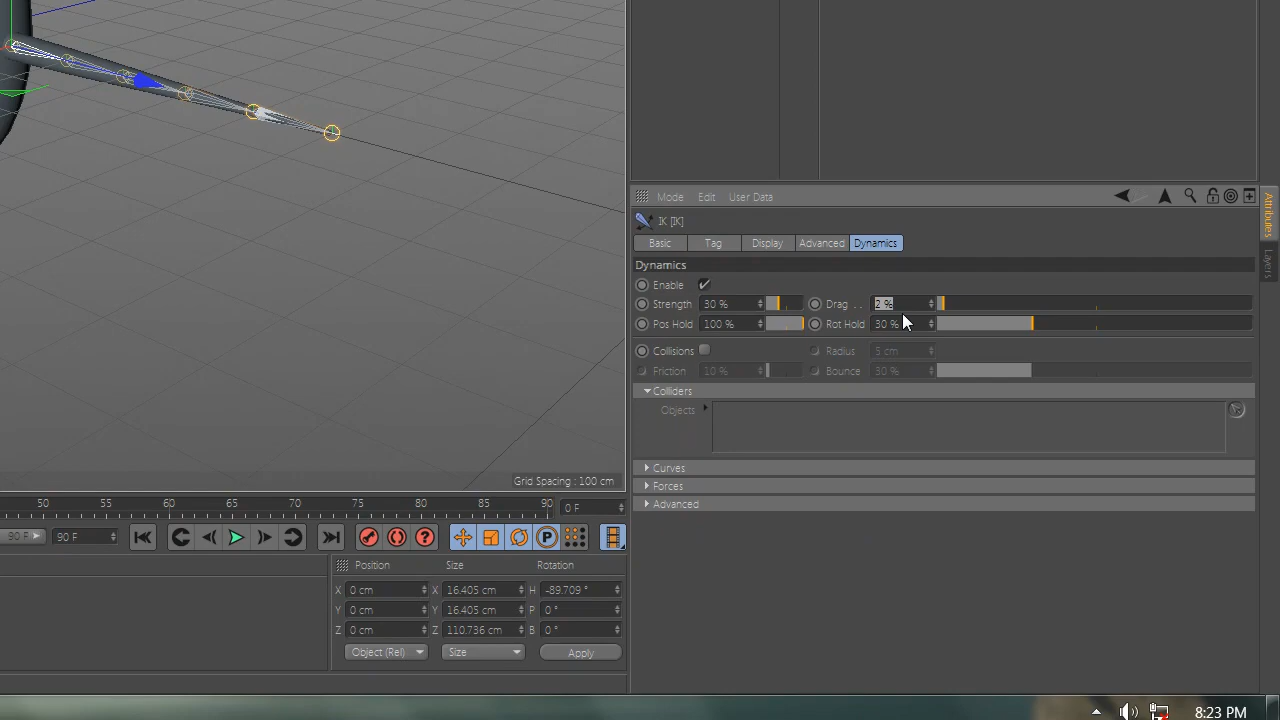 Mode Edit User Data
IK [IK]
Basic Tag Display Advanced Dynamics
Dynamics
Enable
Strength 30 % Drag . . 2 %
Pos Hold 100 % Rot Hold 30 %
Collisions Radius 5 cm
Friction 10 % Bounce 30 %
Colliders
Objects
Curves
Forces
Advanced
Attributes
Layers
Grid Spacing : 100 cm
50 55 60 65 70 75 80 85 90 0 F
90 F 90 F
P
Position Size Rotation
X 0 cm X 16.405 cm H -89.709 °
Y 0 cm Y 16.405 cm P 0 °
Z 0 cm Z 110.736 cm B 0 °
Object (Rel) Size Apply
8:23 PM